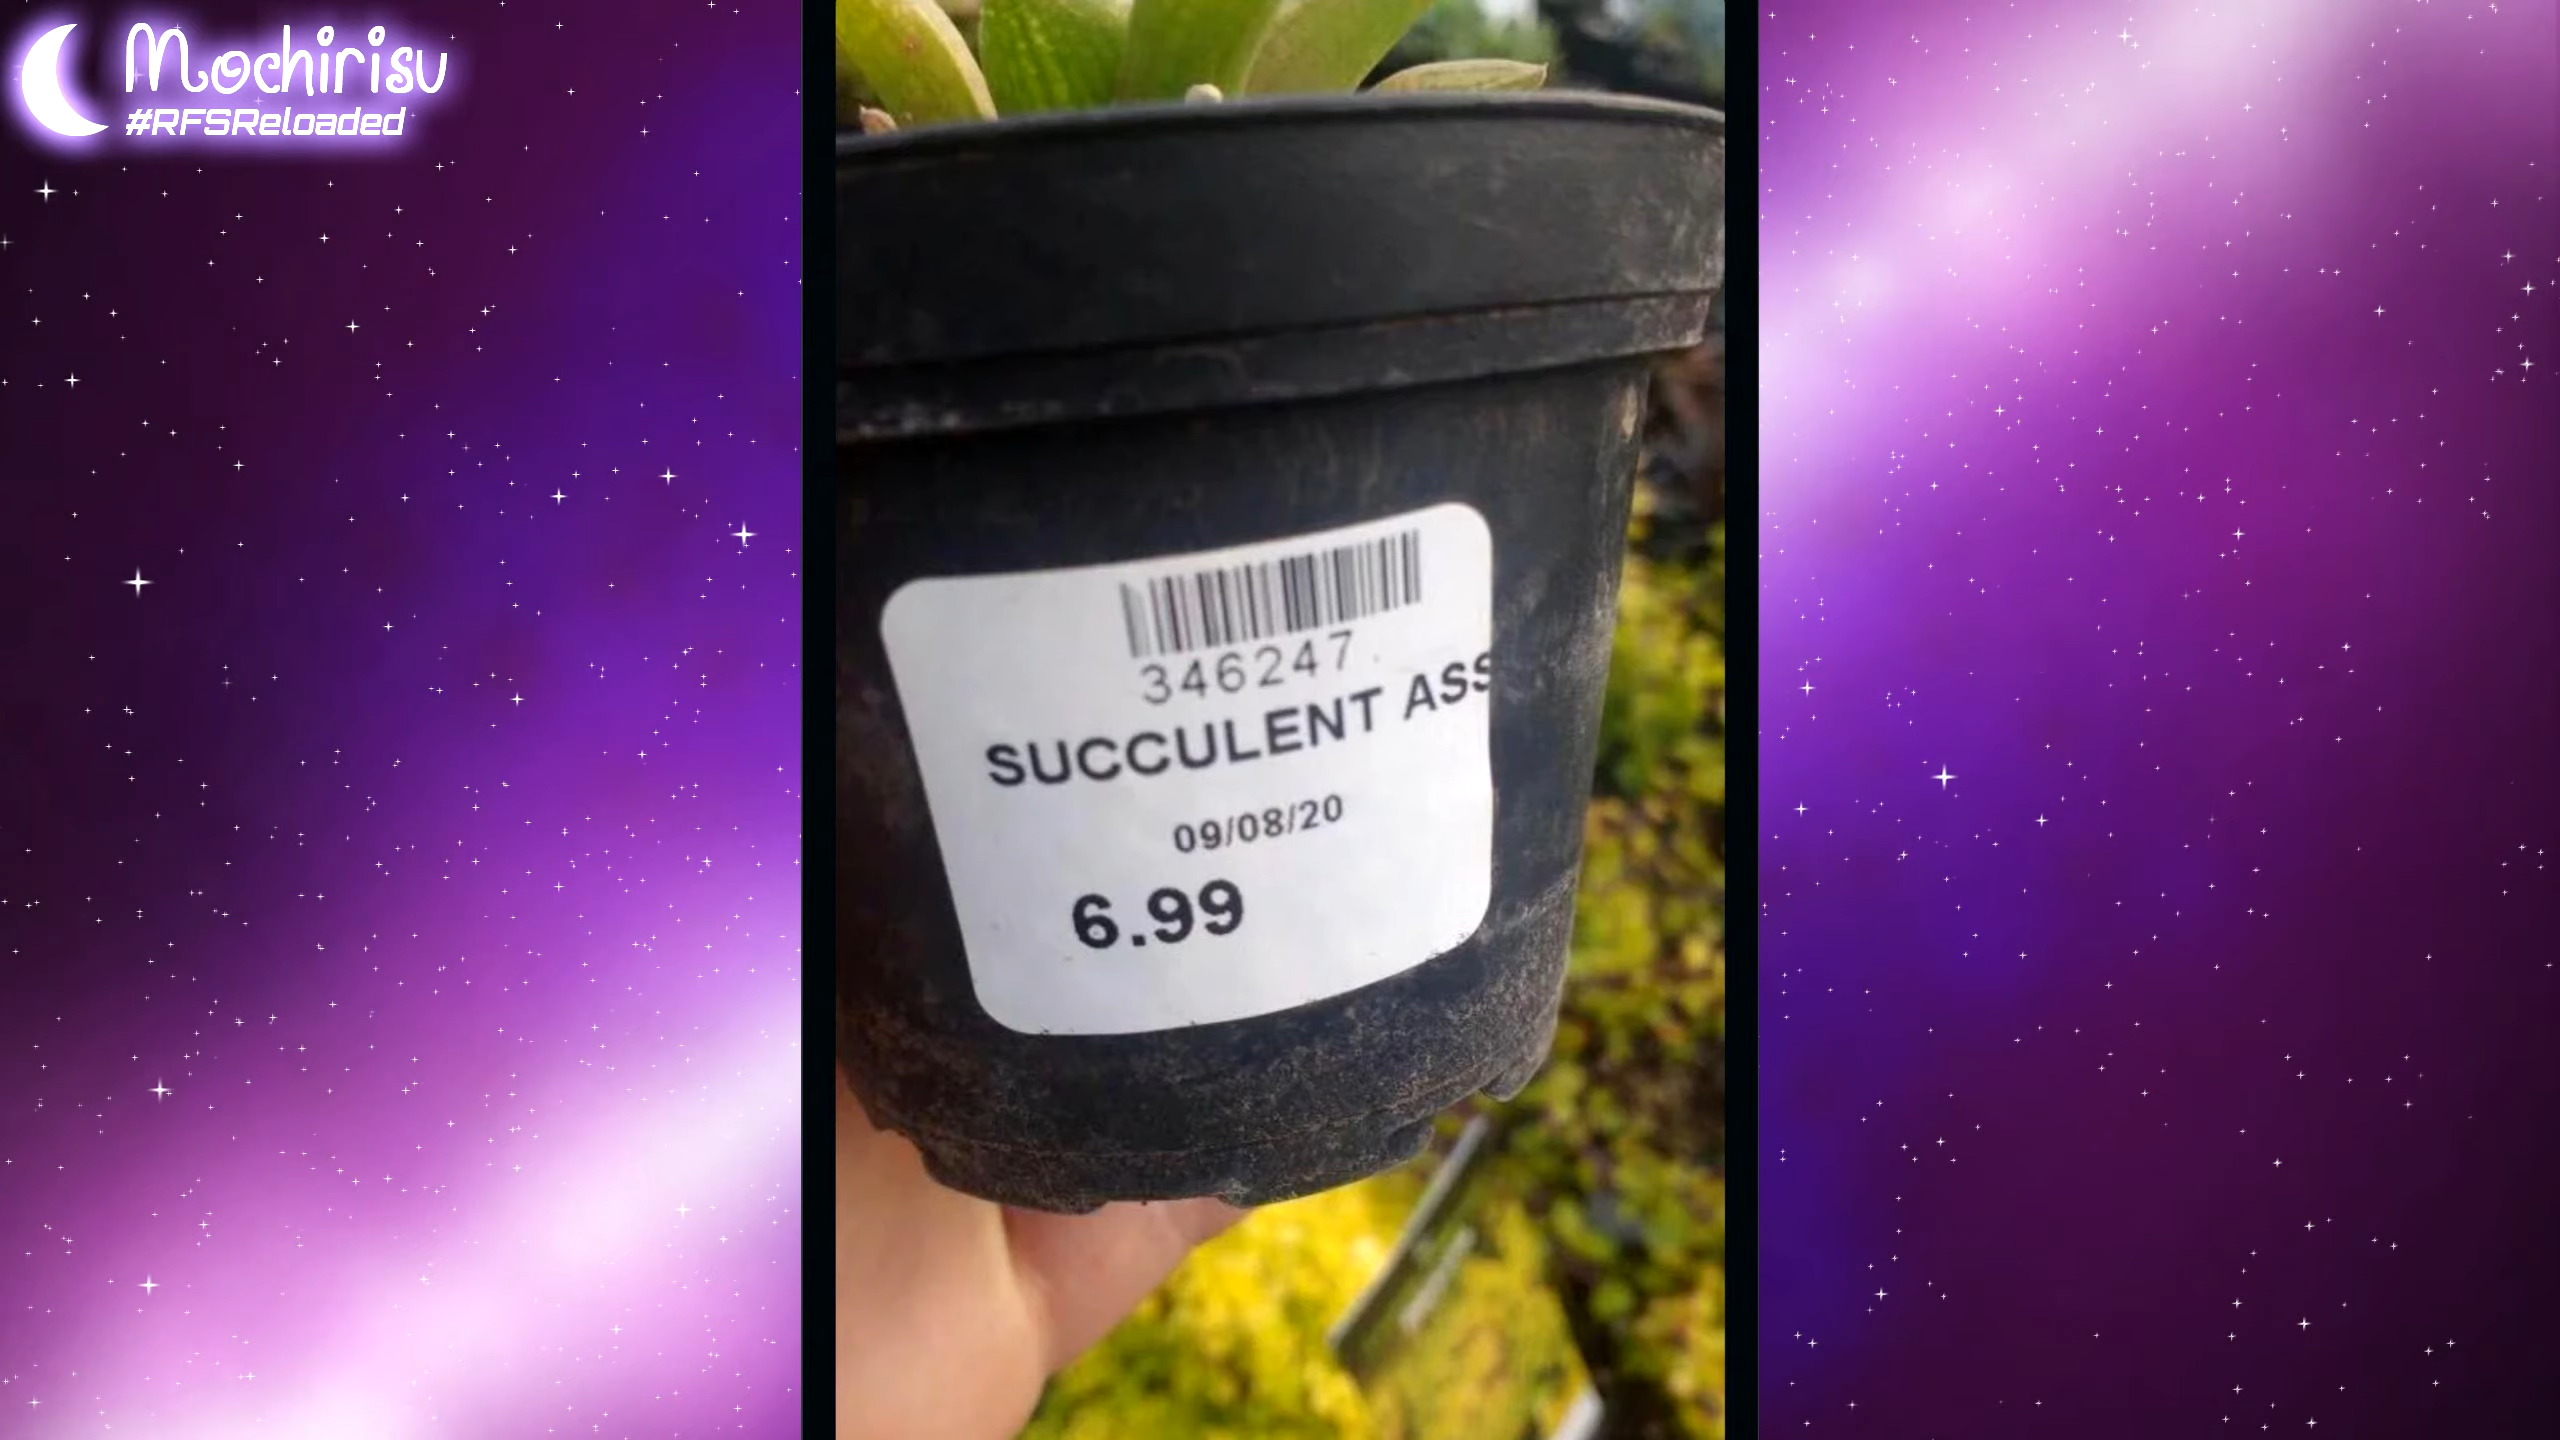 Mochirisu
#RFSReloaded
346247
SUCCULENT ASS
09/08/20
6.99